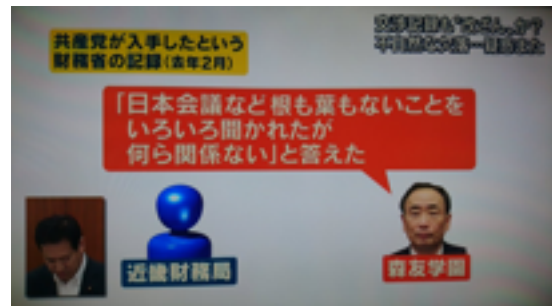 共産党が入手したという
財務省の記録(去年2月)
「日本会議など根も葉もないことを
いろいろ聞かれたが
何ら関係ない」と答えた
近畿財務局
森友学園